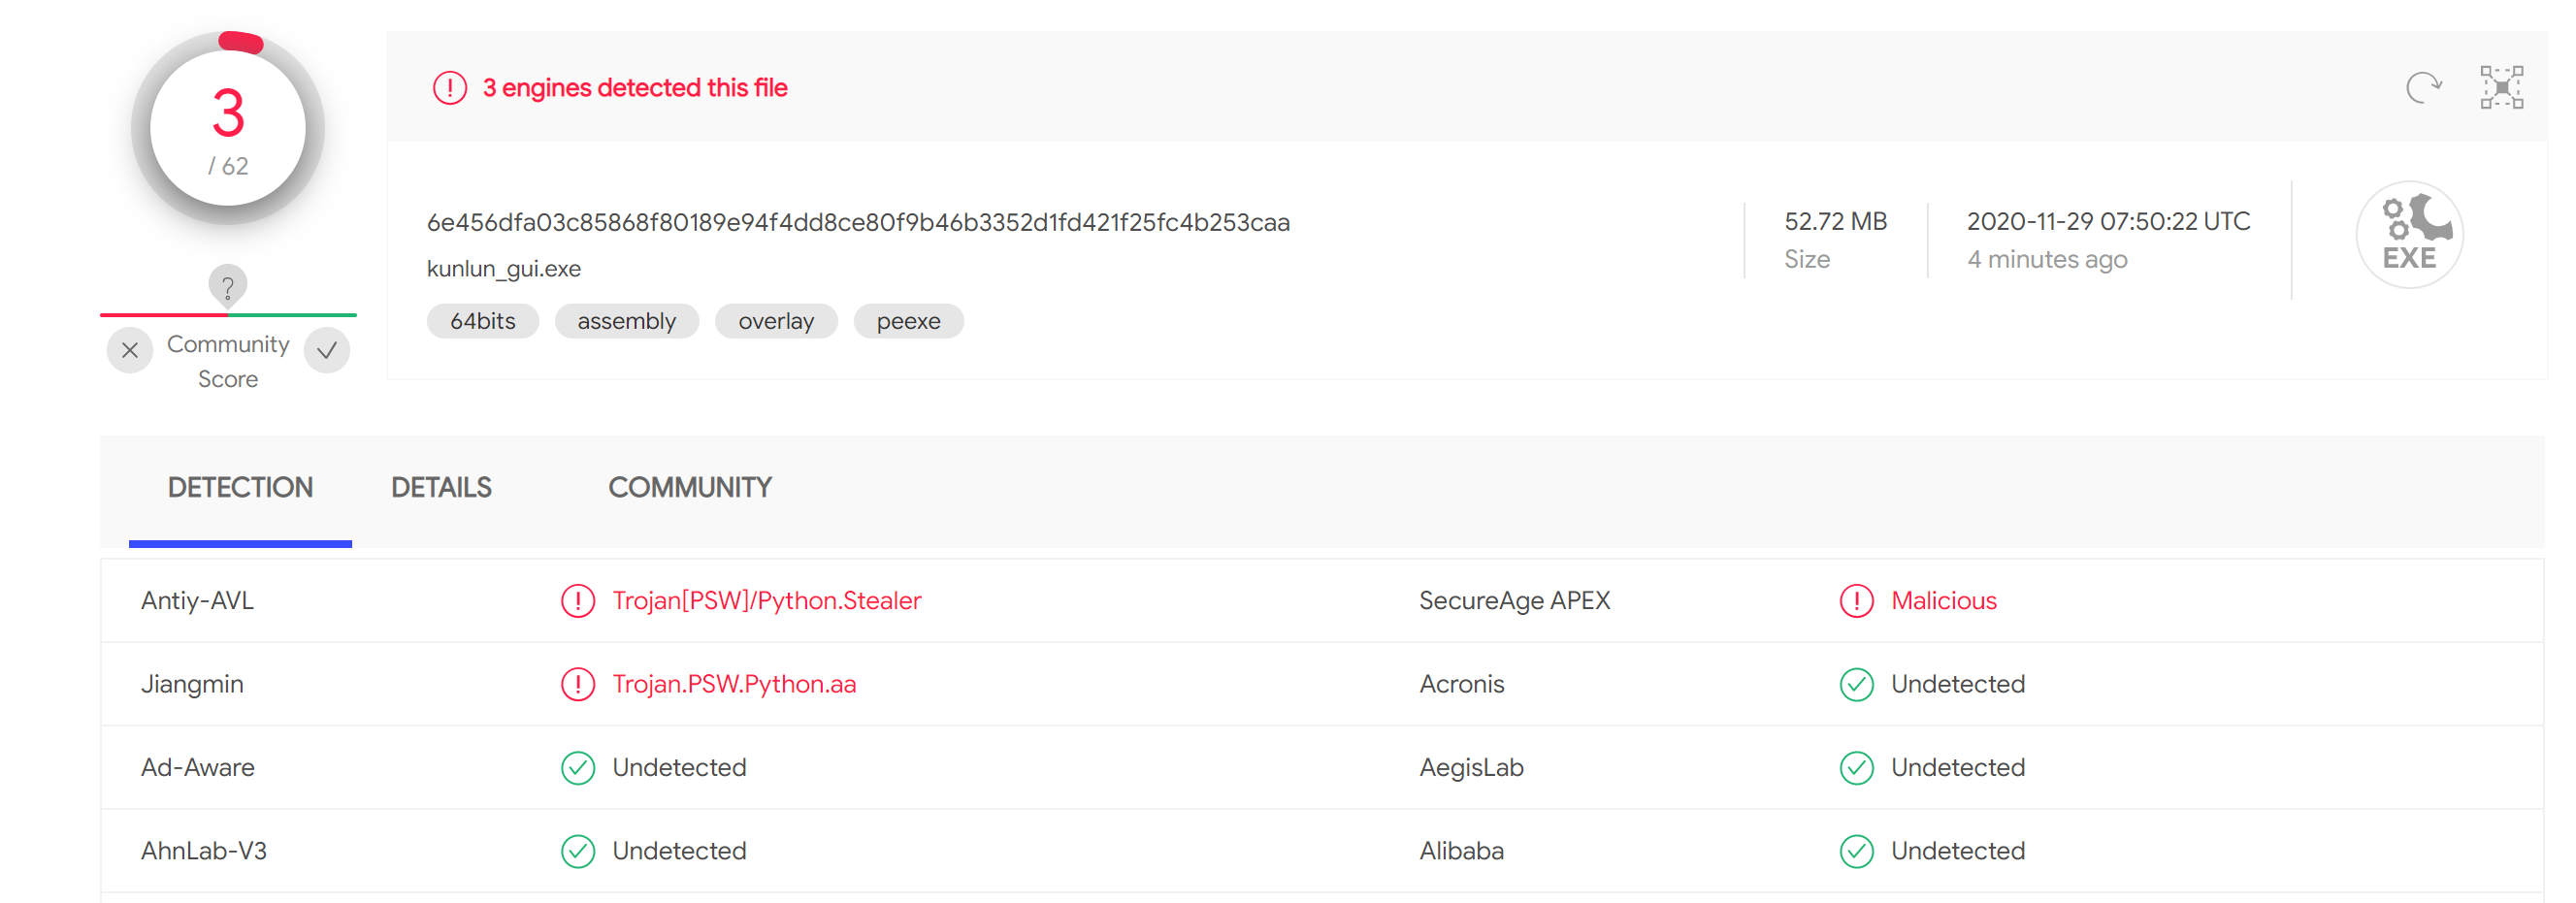 3
/ 62
?
Community
Score
3 engines detected this file
6e456dfa03c85868f80189e94f4dd8ce80f9b46b3352d1fd421f25fc4b253caa
kunlun_gui.exe
64bits assembly overlay peexe
52.72 MB
Size
2020-11-29 07:50:22 UTC
4 minutes ago
EXE
DETECTION DETAILS COMMUNITY
Antiy-AVL Trojan[PSW]/Python.Stealer SecureAge APEX Malicious
Jiangmin Trojan.PSW.Python.aa Acronis Undetected
Ad-Aware Undetected AegisLab Undetected
AhnLab-V3 Undetected Alibaba Undetected